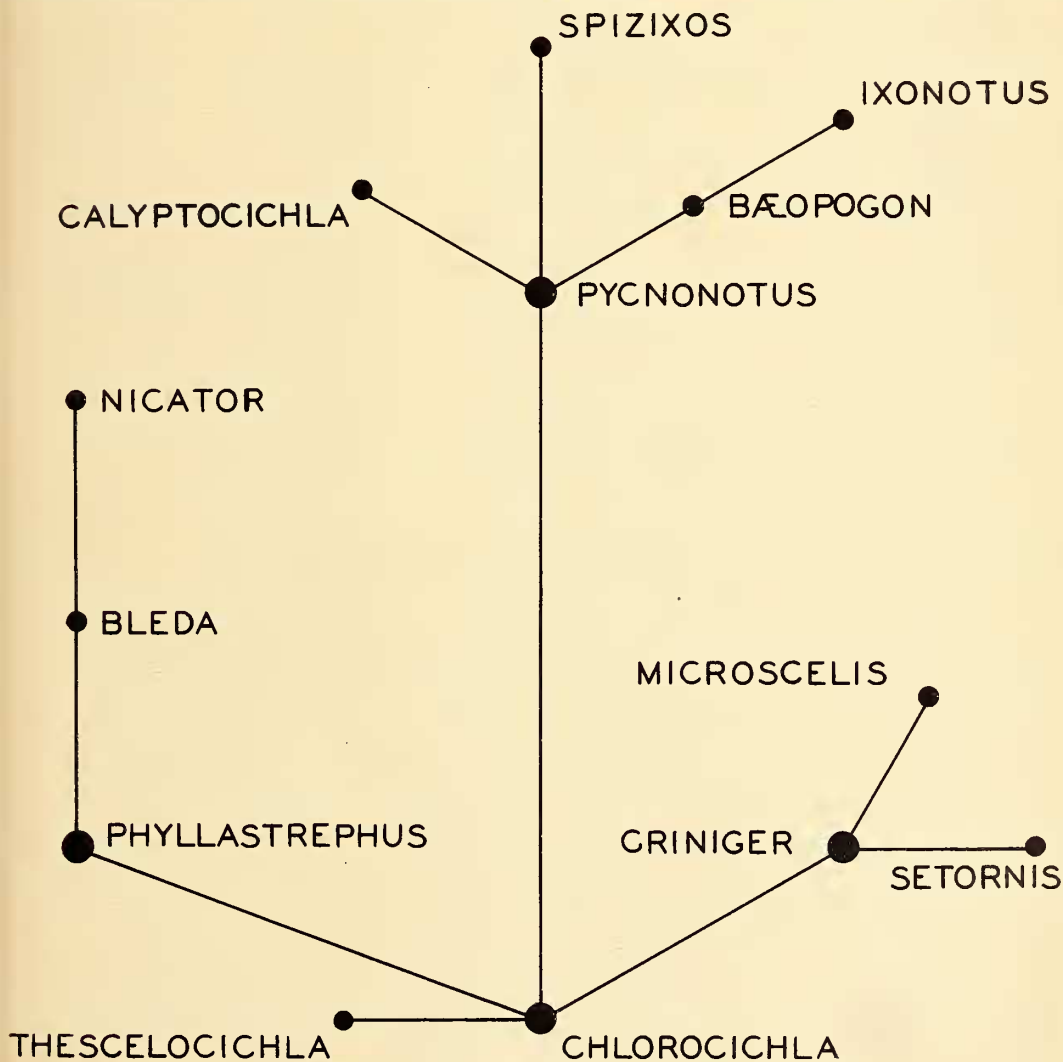 SPIZIXOS
IXONOTUS
CALYPTOCICHLA
BÆOPOGON
PYCNONOTUS
NICATOR
BLEDA
MICROSCELIS
PHYLLASTREPHUS
CRINIGER
SETORNIS
THESCELOCICHLA
CHLOROCICHLA